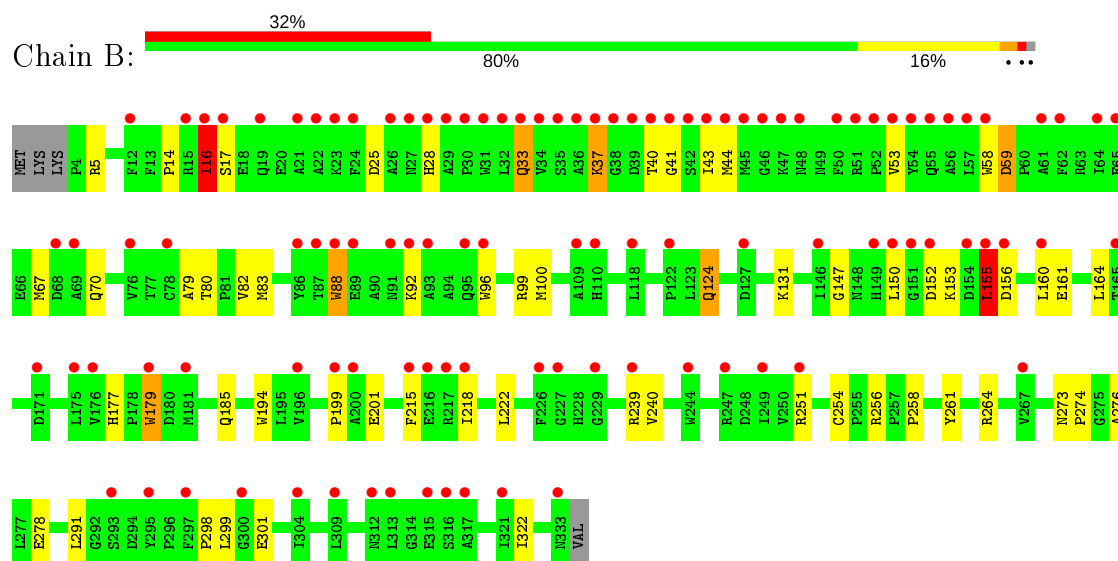 32%
Chain B:
80% 16%
MET LYS LYS P4 R5 F12 F13 P14 R15 I16 S17 E18 Q19 E20 A21 A22 K23 F24 D25 A26 N27 H28 A29 P30 W31 L32 Q33 V34 S35 A36 K37 G38 D39 T40 G41 S42 I43 M44 M45 G46 K47 N48 N49 F50 R51 P52 V53 Y54 Q55 A56 L57 W58 D59 P60 A61 F62 R63 I64
E66 M67 D68 A69 Q70 V76 T77 C78 A79 T80 P81 V82 M83 Y86 T87 W88 E89 A90 N91 K92 A93 A94 Q95 W96 R99 M100 A109 H110 L118 P122 L123 Q124 D127 K131 I146 G147 N148 H149 L150 G151 D152 K153 D154 L155 D156 L160 E161 L164 T165
D171 L175 V176 H177 P178 W179 D180 M181 Q185 W194 L195 V196 P199 A200 E201 F215 E216 R217 I218 L222 F226 G227 H228 G229 R239 V240 W244 R247 D248 I249 V250 R251 C254 P255 R256 P257 P258 Y261 R264 V267 N273 P274 G275 A276
L277 E278 L291 G292 S293 D294 Y295 P296 F297 P298 L299 G300 E301 I304 L309 N312 L313 G314 E315 S316 A317 I321 I322 N333 VAL